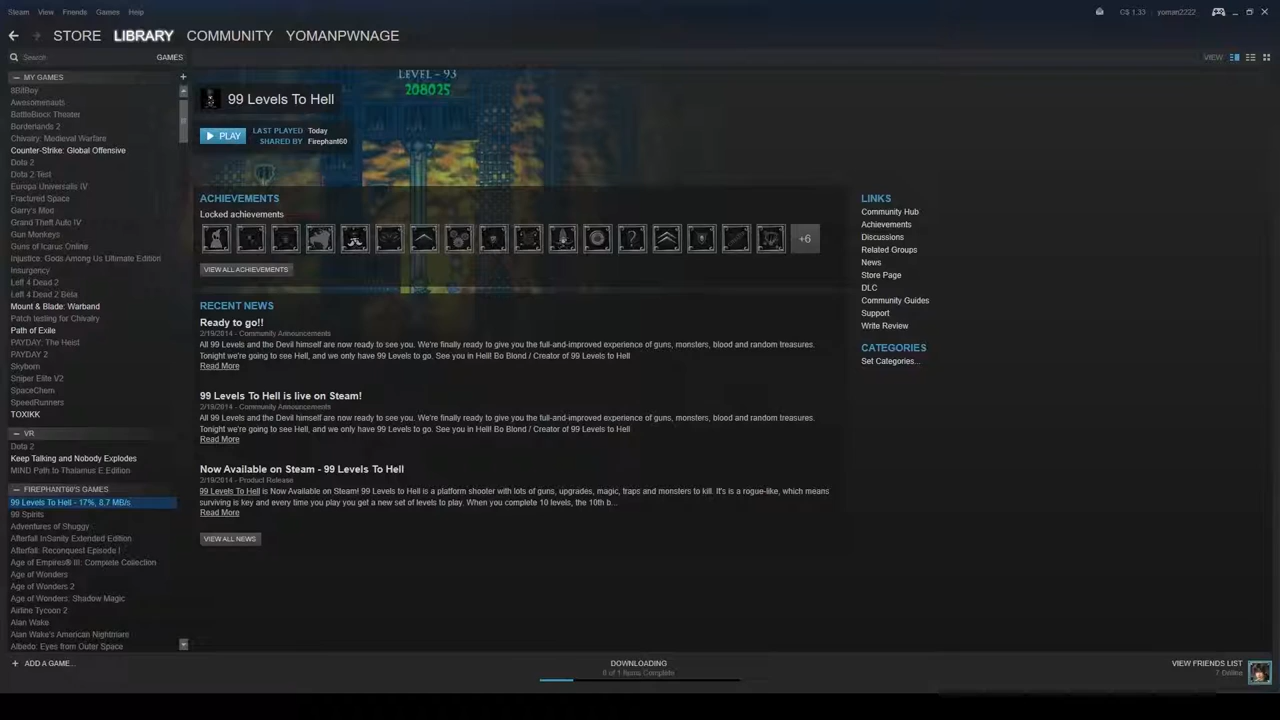 Steam View Friends Games Help
C$ 1.33 yoman2222
STORE LIBRARY COMMUNITY YOMANPWNAGE
Search GAMES
VIEW
MY GAMES
8BitBoy
Awesomenauts
BattleBlock Theater
Borderlands 2
Chivalry: Medieval Warfare
Counter-Strike: Global Offensive
Dota 2
Dota 2 Test
Europa Universalis IV
Fractured Space
Garry's Mod
Grand Theft Auto IV
Gun Monkeys
Guns of Icarus Online
Injustice: Gods Among Us Ultimate Edition
Insurgency
Left 4 Dead 2
Left 4 Dead 2 Beta
Mount & Blade: Warband
Patch testing for Chivalry
Path of Exile
PAYDAY: The Heist
PAYDAY 2
Skyborn
Sniper Elite V2
SpaceChem
SpeedRunners
TOXIKK
VR
Dota 2
Keep Talking and Nobody Explodes
MIND Path to Thalamus E.Edition
FIREPHANT60'S GAMES
99 Levels To Hell - 17%, 8.7 MB/s
99 Spirits
Adventures of Shuggy
Afterfall InSanity Extended Edition
Afterfall: Reconquest Episode I
Age of Empires® III: Complete Collection
Age of Wonders
Age of Wonders 2
Age of Wonders: Shadow Magic
Airline Tycoon 2
Alan Wake
Alan Wake's American Nightmare
Albedo: Eyes from Outer Space
LEVEL - 93
208025
99 Levels To Hell
PLAY
LAST PLAYED Today
SHARED BY Firephant60
ACHIEVEMENTS
Locked achievements
+6
VIEW ALL ACHIEVEMENTS
RECENT NEWS
Ready to go!!
2/19/2014 - Community Announcements
All 99 Levels and the Devil himself are now ready to see you. We're finally ready to give you the full-and-improved experience of guns, monsters, blood and random treasures.
Tonight we're going to see Hell, and we only have 99 Levels to go. See you in Hell! Bo Blond / Creator of 99 Levels to Hell
Read More
99 Levels To Hell is live on Steam!
2/19/2014 - Community Announcements
All 99 Levels and the Devil himself are now ready to see you. We're finally ready to give you the full-and-improved experience of guns, monsters, blood and random treasures.
Tonight we're going to see Hell, and we only have 99 Levels to go. See you in Hell! Bo Blond / Creator of 99 Levels to Hell
Read More
Now Available on Steam - 99 Levels To Hell
2/19/2014 - Product Release
99 Levels To Hell is Now Available on Steam! 99 Levels to Hell is a platform shooter with lots of guns, upgrades, magic, traps and monsters to kill. It's is a rogue-like, which means
surviving is key and every time you play you get a new set of levels to play. When you complete 10 levels, the 10th b...
Read More
VIEW ALL NEWS
LINKS
Community Hub
Achievements
Discussions
Related Groups
News
Store Page
DLC
Community Guides
Support
Write Review
CATEGORIES
Set Categories...
ADD A GAME...
DOWNLOADING
0 of 1 Items Complete
VIEW FRIENDS LIST
7 Online